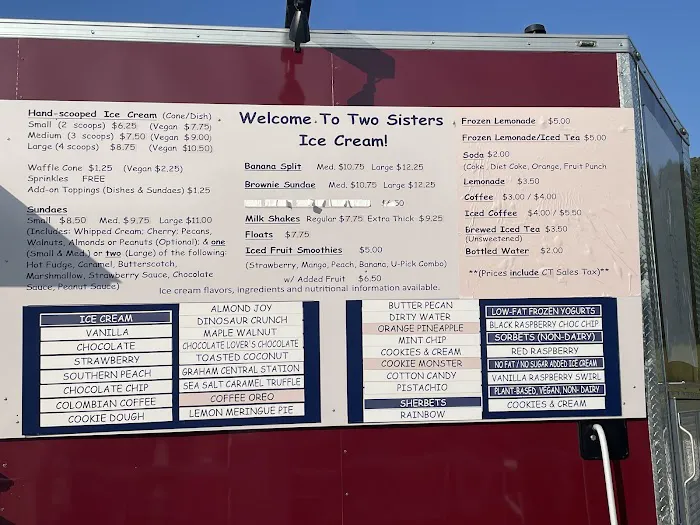 Hand-scooped Ice Cream (Cone/Dish)
Small (2 scoops) $6.25 (Vegan $7.75)
Medium (3 scoops) $7.50 (Vegan $9.00)
Large (4 scoops) $8.75 (Vegan $10.50)
Waffle Cone $1.25 (Vegan $2.25)
Sprinkles FREE
Add-on Toppings (Dishes & Sundaes) $1.25
Sundaes
Small $8.50 Med. $9.75 Large $11.00
(Includes: Whipped Cream; Cherry; Pecans,
Walnuts, Almonds or Peanuts (Optional); & one
(Small & Med.) or two (Large) of the following:
Hot Fudge, Caramel, Butterscotch,
Marshmallow, Strawberry Sauce, Chocolate
Sauce, Peanut Sauce)
Welcome To Two Sisters
Ice Cream!
Banana Split Med. $10.75 Large $12.25
Brownie Sundae Med. $10.75 Large $12.25
Milk Shakes Regular $7.75 Extra Thick $9.25
Floats $7.75
Iced Fruit Smoothies $5.00
(Strawberry, Mango, Peach, Banana, U-Pick Combo)
w/ Added Fruit $6.50
Ice cream flavors, ingredients and nutritional information available.
Frozen Lemonade $5.00
Frozen Lemonade/Iced Tea $5.00
Soda $2.00
(Coke, Diet Coke, Orange, Fruit Punch
Lemonade $3.50
Coffee $3.00 / $4.00
Iced Coffee $4.00 / $5.50
Brewed Iced Tea $3.50
(Unsweetened)
Bottled Water $2.00
**(Prices include CT Sales Tax)**
ICE CREAM
VANILLA
CHOCOLATE
STRAWBERRY
SOUTHERN PEACH
CHOCOLATE CHIP
COLOMBIAN COFFEE
COOKIE DOUGH
ALMOND JOY
DINOSAUR CRUNCH
MAPLE WALNUT
CHOCOLATE LOVER'S CHOCOLATE
TOASTED COCONUT
GRAHAM CENTRAL STATION
SEA SALT CARAMEL TRUFFLE
COFFEE OREO
LEMON MERINGUE PIE
BUTTER PECAN
DIRTY WATER
ORANGE PINEAPPLE
MINT CHIP
COOKIES & CREAM
COOKIE MONSTER
COTTON CANDY
PISTACHIO
SHERBETS
RAINBOW
LOW-FAT FROZEN YOGURTS
BLACK RASPBERRY CHOC CHIP
SORBETS (NON-DAIRY)
RED RASPBERRY
NO FAT / NO SUGAR ADDED ICE CREAM
VANILLA RASPBERRY SWIRL
PLANT-BASED, VEGAN, NON-DAIRY
COOKIES & CREAM